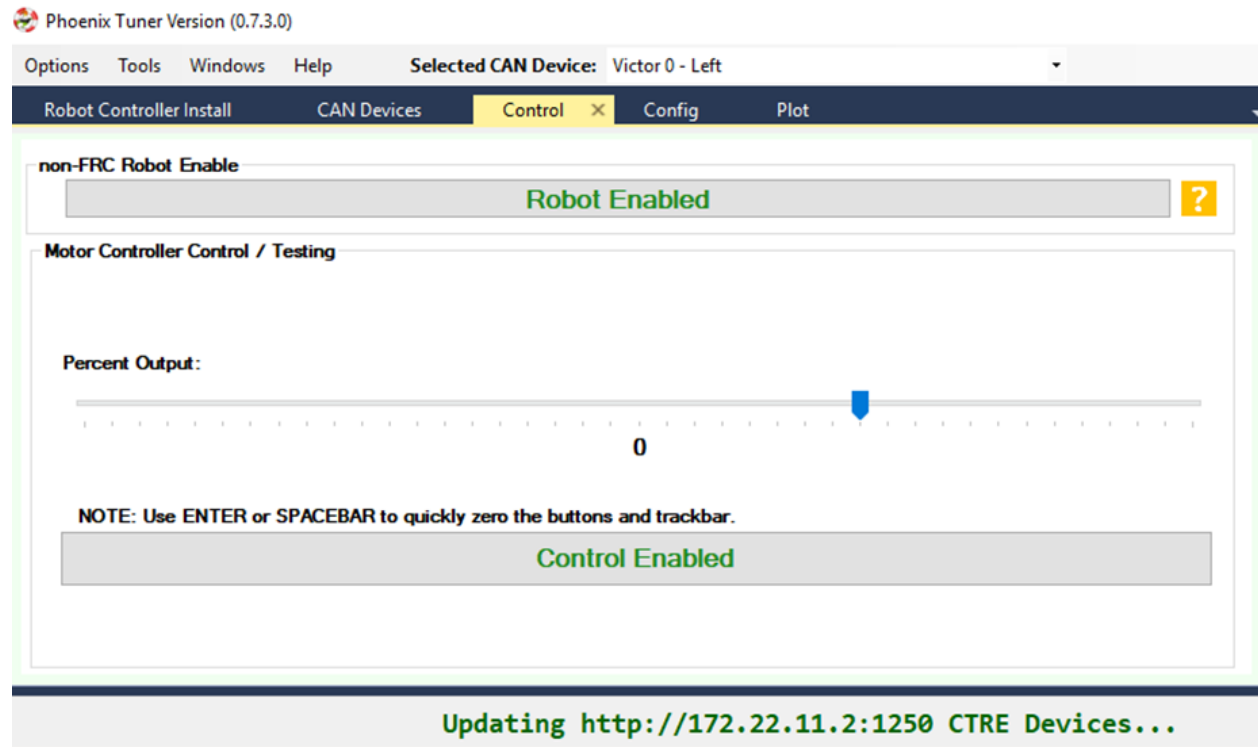 Phoenix Tuner Version (0.7.3.0)
Options Tools Windows Help Selected CAN Device: Victor 0 - Left
Robot Controller Install CAN Devices Control Config Plot
non-FRC Robot Enable
Robot Enabled ?
Motor Controller Control / Testing
Percent Output:
0
NOTE: Use ENTER or SPACEBAR to quickly zero the buttons and trackbar.
Control Enabled
Updating http://172.22.11.2:1250 CTRE Devices...